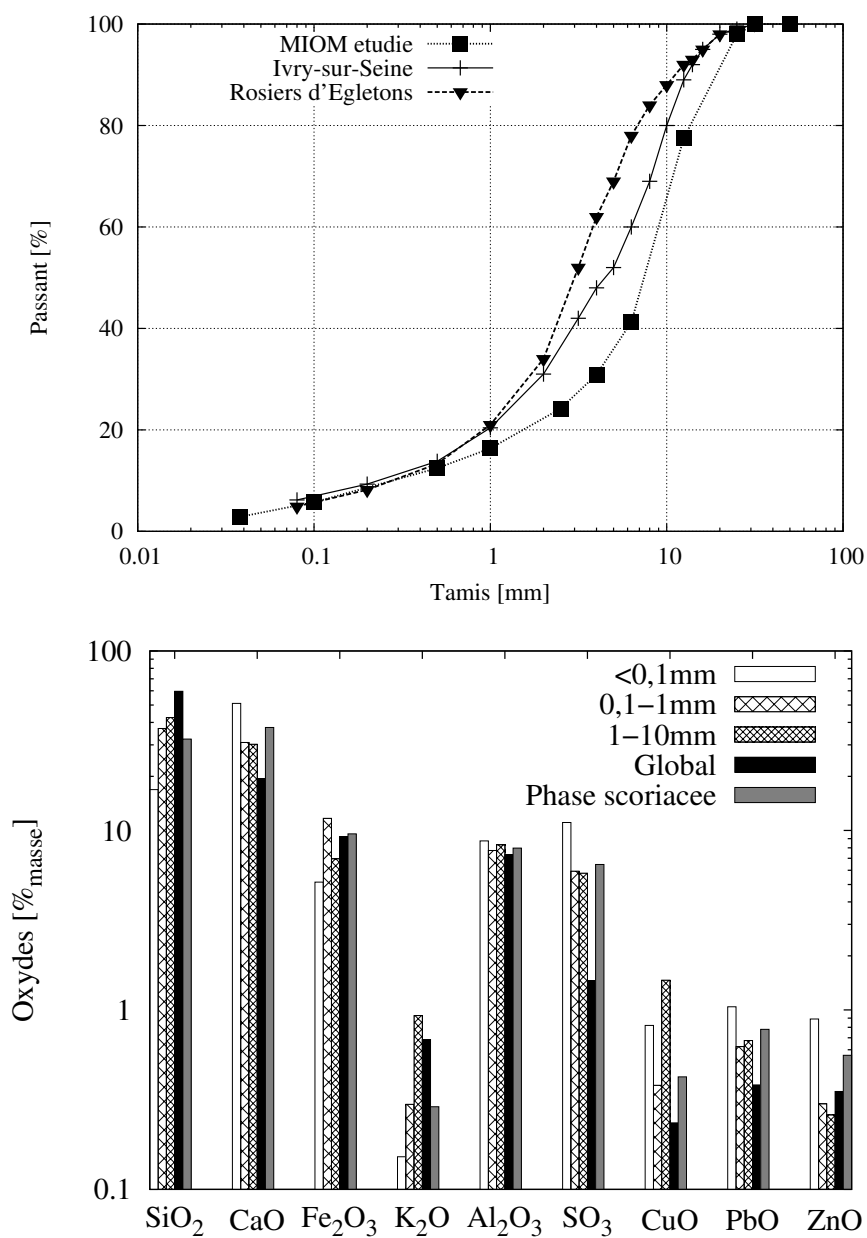 100
80
60
40
20
0
Passant [%]
MIOM etudie
Ivry-sur-Seine
Rosiers d'Egletons
0.01 0.1 1 10 100
Tamis [mm]
100
10
1
0.1
Oxydes [%masse]
<0,1mm
0,1−1mm
1−10mm
Global
Phase scoriacee
SiO2 CaO Fe2O3 K2O Al2O3 SO3 CuO PbO ZnO